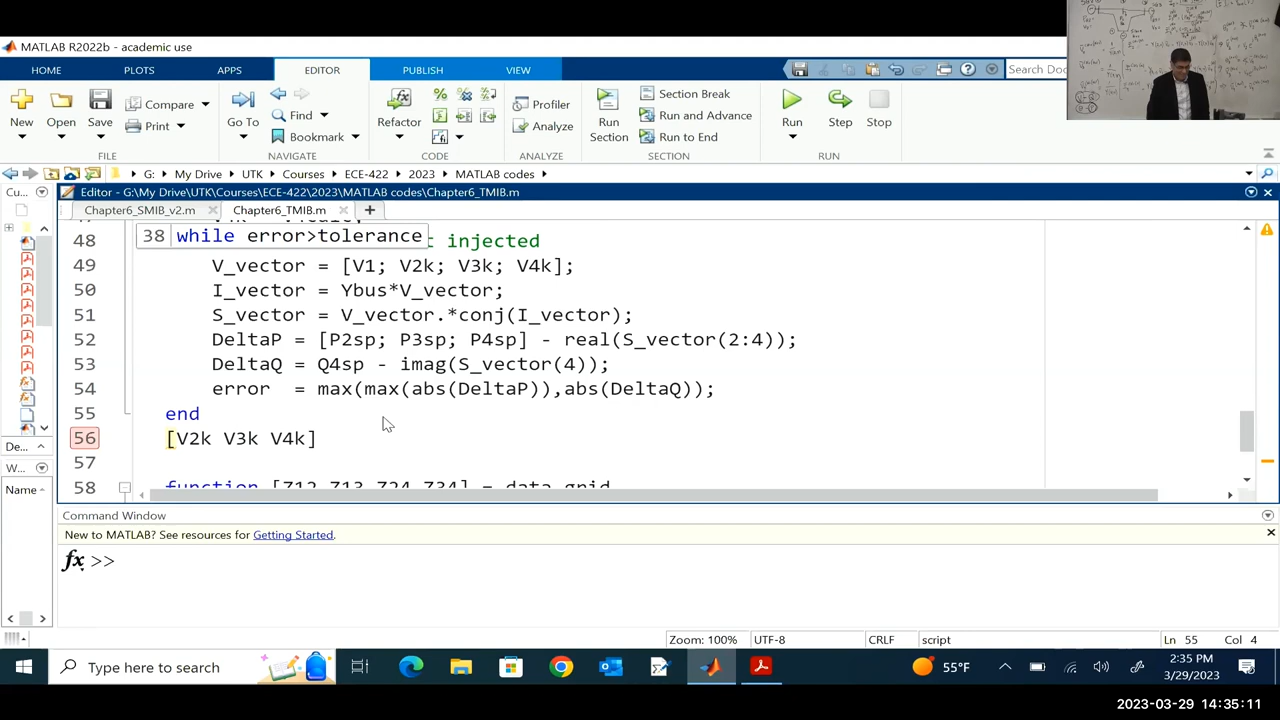 MATLAB R2022b - academic use
HOME PLOTS APPS EDITOR PUBLISH VIEW Search Doc
New Open Save Compare Print Go To Find Bookmark Refactor Profiler Analyze Run Section Section Break Run and Advance Run to End Run Step Stop
FILE NAVIGATE CODE ANALYZE SECTION RUN
G: My Drive UTK Courses ECE-422 2023 MATLAB codes
Cu... Editor - G:\My Drive\UTK\Courses\ECE-422\2023\MATLAB codes\Chapter6_TMIB.m
Chapter6_SMIB_v2.m Chapter6_TMIB.m
38 while error>tolerance
48 t injected
49 V_vector = [V1; V2k; V3k; V4k];
50 I_vector = Ybus*V_vector;
51 S_vector = V_vector.*conj(I_vector);
52 DeltaP = [P2sp; P3sp; P4sp] - real(S_vector(2:4));
53 DeltaQ = Q4sp - imag(S_vector(4));
54 error = max(max(abs(DeltaP)),abs(DeltaQ));
55 end
56 [V2k V3k V4k]
57
58 function [Z12 Z13 Z24 Z34] = data_grid
De...
W...
Name
Command Window
New to MATLAB? See resources for Getting Started.
fx >>
Zoom: 100% UTF-8 CRLF script Ln 55 Col 4
Type here to search 55°F 2:35 PM
3/29/2023
2023-03-29 14:35:11